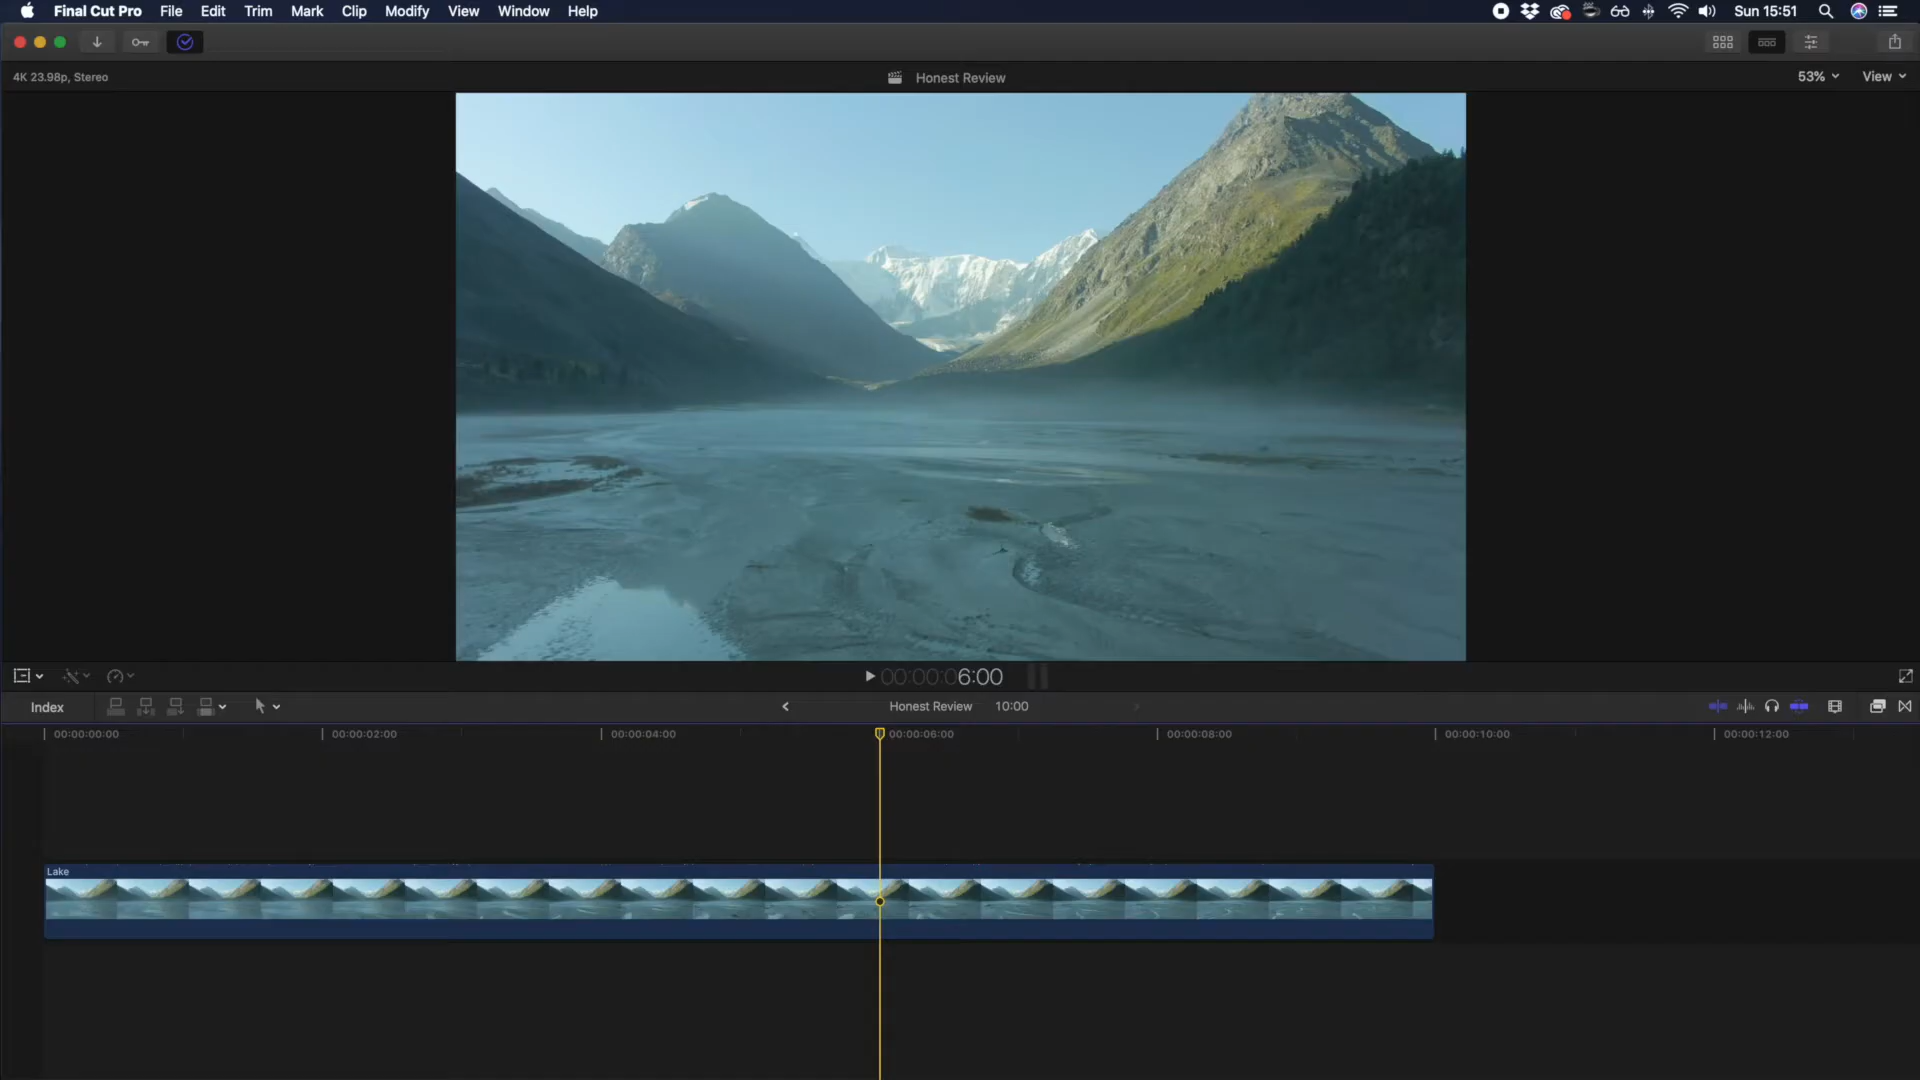 Final Cut Pro File Edit Trim Mark Clip Modify View Window Help Sun 15:51
4K 23.98p, Stereo Honest Review 53% View
00:00:06:00
Index Honest Review 10:00
00:00:00:00 00:00:02:00 00:00:04:00 00:00:06:00 00:00:08:00 00:00:10:00 00:00:12:00
Lake